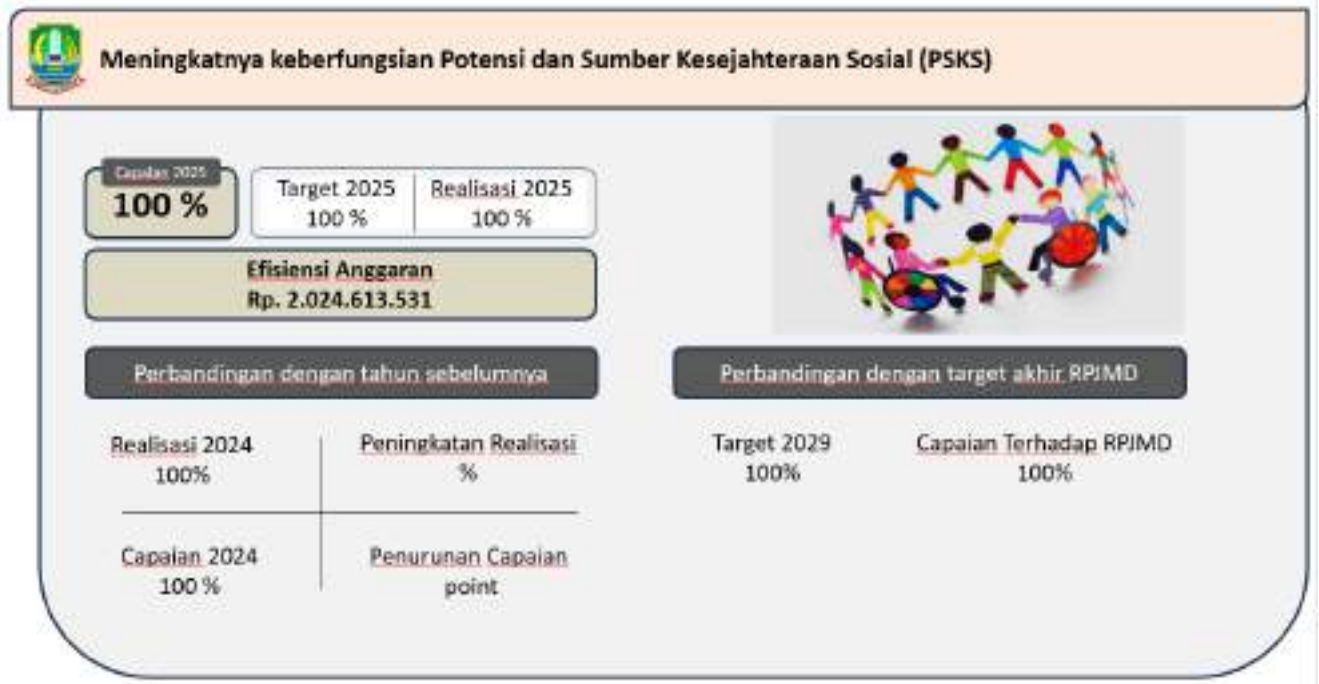 Meningkatnya keberfungsian Potensi dan Sumber Kesejahteraan Sosial (PSKS)
Capaian 2025
100 %
Target 2025
100 %
Realisasi 2025
100 %
Efisiensi Anggaran
Rp. 2.024.613.531
Perbandingan dengan tahun sebelumnya
Realisasi 2024
100%
Peningkatan Realisasi
%
Capaian 2024
100 %
Penurunan Capaian
point
Perbandingan dengan target akhir RPJMD
Target 2029
100%
Capaian Terhadap RPJMD
100%